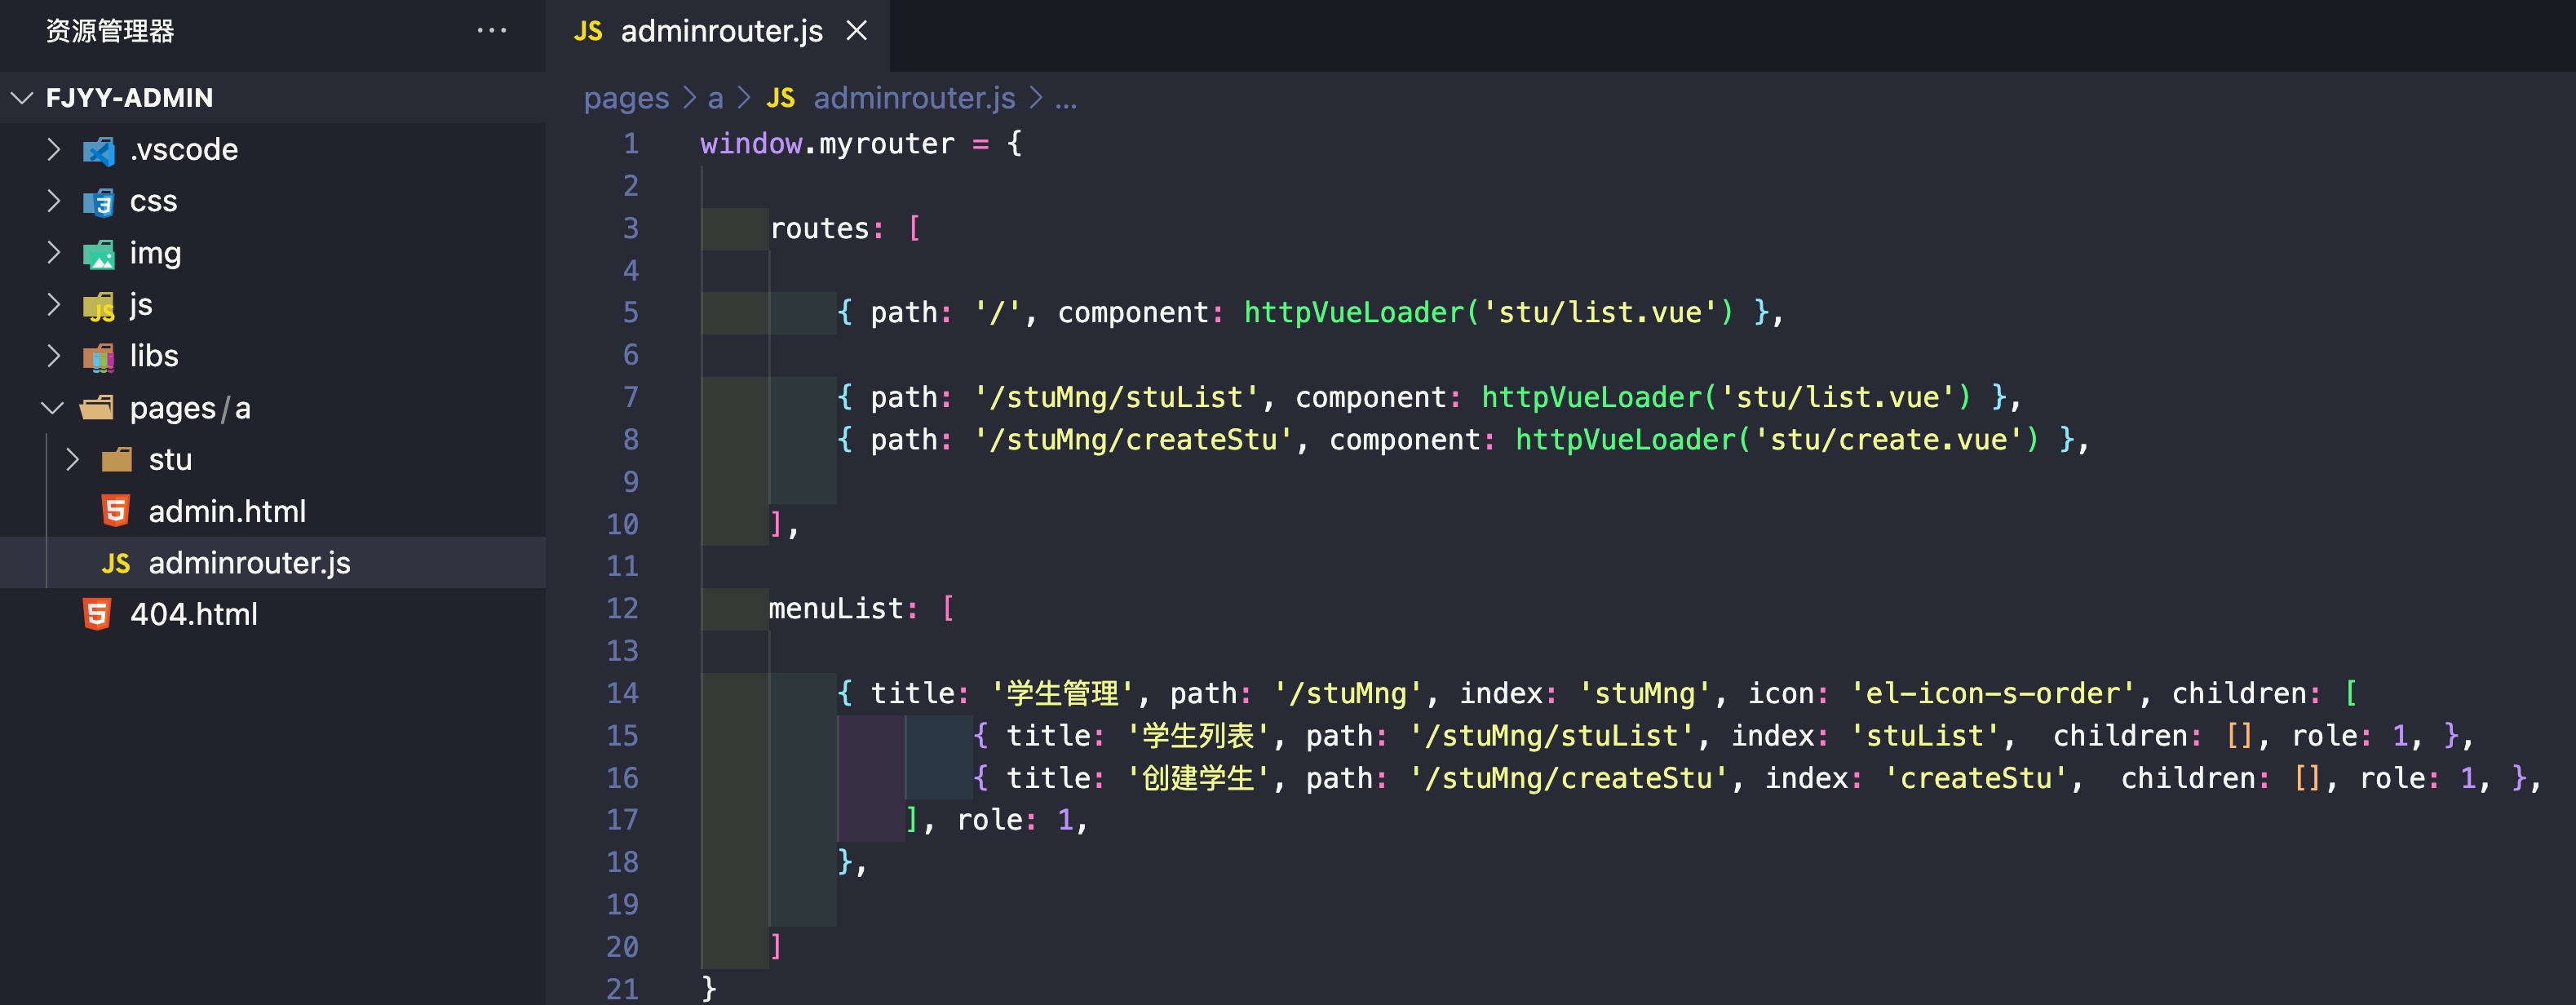 资源管理器
···
FJYY-ADMIN
.vscode
css
img
js
libs
pages/a
stu
admin.html
JS adminrouter.js
404.html
JS adminrouter.js ×
pages > a > JS adminrouter.js > ...
1 window.myrouter = {
2
3 routes: [
4
5 { path: '/', component: httpVueLoader('stu/list.vue') },
6
7 { path: '/stuMng/stuList', component: httpVueLoader('stu/list.vue') },
8 { path: '/stuMng/createStu', component: httpVueLoader('stu/create.vue') },
9
10 ],
11
12 menuList: [
13
14 { title: '学生管理', path: '/stuMng', index: 'stuMng', icon: 'el-icon-s-order', children: [
15 { title: '学生列表', path: '/stuMng/stuList', index: 'stuList',  children: [], role: 1, },
16 { title: '创建学生', path: '/stuMng/createStu', index: 'createStu',  children: [], role: 1, },
17 ], role: 1,
18 },
19
20 ]
21 }